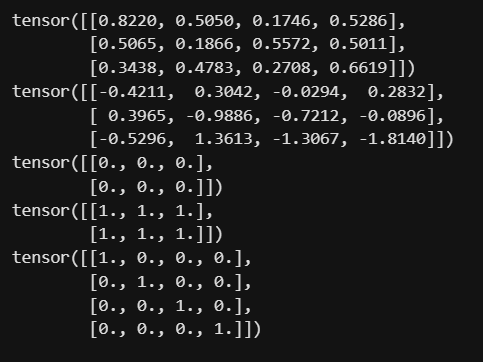 tensor([[0.8220, 0.5050, 0.1746, 0.5286],
        [0.5065, 0.1866, 0.5572, 0.5011],
        [0.3438, 0.4783, 0.2708, 0.6619]])
tensor([[-0.4211,  0.3042, -0.0294,  0.2832],
        [ 0.3965, -0.9886, -0.7212, -0.0896],
        [-0.5296,  1.3613, -1.3067, -1.8140]])
tensor([[0., 0., 0.],
        [0., 0., 0.]])
tensor([[1., 1., 1.],
        [1., 1., 1.]])
tensor([[1., 0., 0., 0.],
        [0., 1., 0., 0.],
        [0., 0., 1., 0.],
        [0., 0., 0., 1.]])